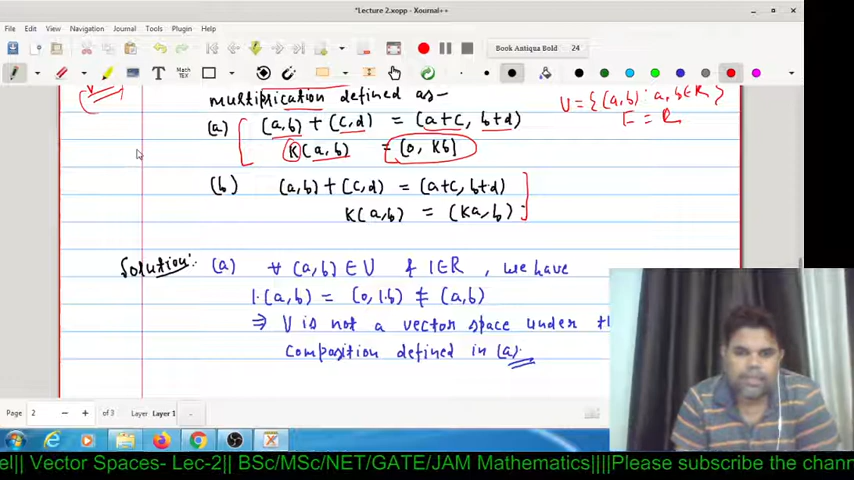 *Lecture 2.xopp - Xournal++
File Edit View Navigation Journal Tools Plugin Help
Book Antiqua Bold 24
multiplication defined as-
V = {(a,b): a,b∈R}
F = R
(a) (a,b) + (c,d) = (a+c, b+d)
K(a,b) = (0, Kb)
(b) (a,b) + (c,d) = (a+c, b+d)
K(a,b) = (Ka,b).
Solution: (a) ∀ (a,b) ∈ V & 1∈R, we have
1.(a,b) = (0, 1.b) ≠ (a,b)
⇒ V is not a vector space under
composition defined in (a).
Page 2 of 3 Layer Layer 1
el|| Vector Spaces- Lec-2|| BSc/MSc/NET/GATE/JAM Mathematics||||Please subscribe the chann